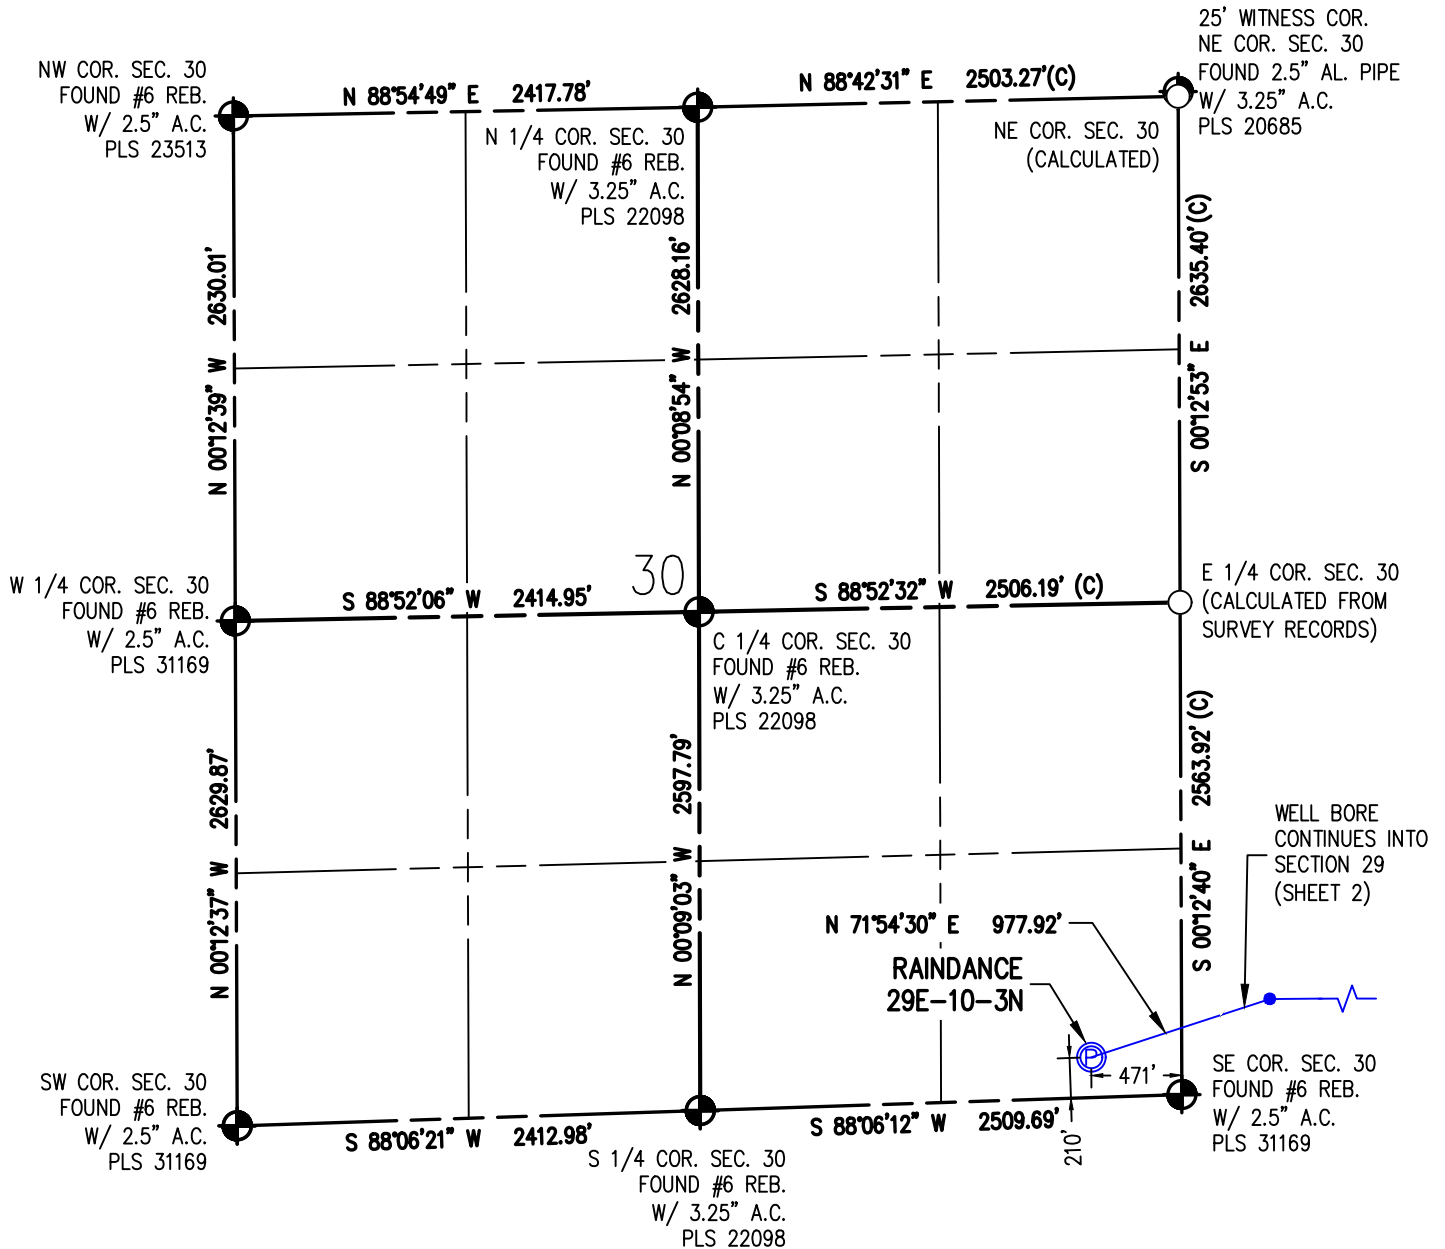 25' WITNESS COR.
NE COR. SEC. 30
FOUND 2.5" AL. PIPE
W/ 3.25" A.C.
PLS 20685
NW COR. SEC. 30
FOUND #6 REB.
W/ 2.5" A.C.
PLS 23513
N 88°54'49" E 2417.78'
N 88°42'31" E 2503.27'(C)
N 1/4 COR. SEC. 30
FOUND #6 REB.
W/ 3.25" A.C.
PLS 22098
NE COR. SEC. 30
(CALCULATED)
N 00°12'39" W 2630.01'
N 00°08'54" W 2628.16'
S 00°12'53" E 2635.40'(C)
30
W 1/4 COR. SEC. 30
FOUND #6 REB.
W/ 2.5" A.C.
PLS 31169
S 88°52'06" W 2414.95'
S 88°52'32" W 2506.19' (C)
E 1/4 COR. SEC. 30
(CALCULATED FROM
SURVEY RECORDS)
C 1/4 COR. SEC. 30
FOUND #6 REB.
W/ 3.25" A.C.
PLS 22098
N 00°12'37" W 2629.87'
N 00°09'03" W 2597.79'
S 00°12'40" E 2563.92'(C)
WELL BORE
CONTINUES INTO
SECTION 29
(SHEET 2)
N 71°54'30" E 977.92'
RAINDANCE
29E-10-3N
P
471'
210'
SW COR. SEC. 30
FOUND #6 REB.
W/ 2.5" A.C.
PLS 31169
S 88°06'21" W 2412.98'
S 88°06'12" W 2509.69'
SE COR. SEC. 30
FOUND #6 REB.
W/ 2.5" A.C.
PLS 31169
S 1/4 COR. SEC. 30
FOUND #6 REB.
W/ 3.25" A.C.
PLS 22098